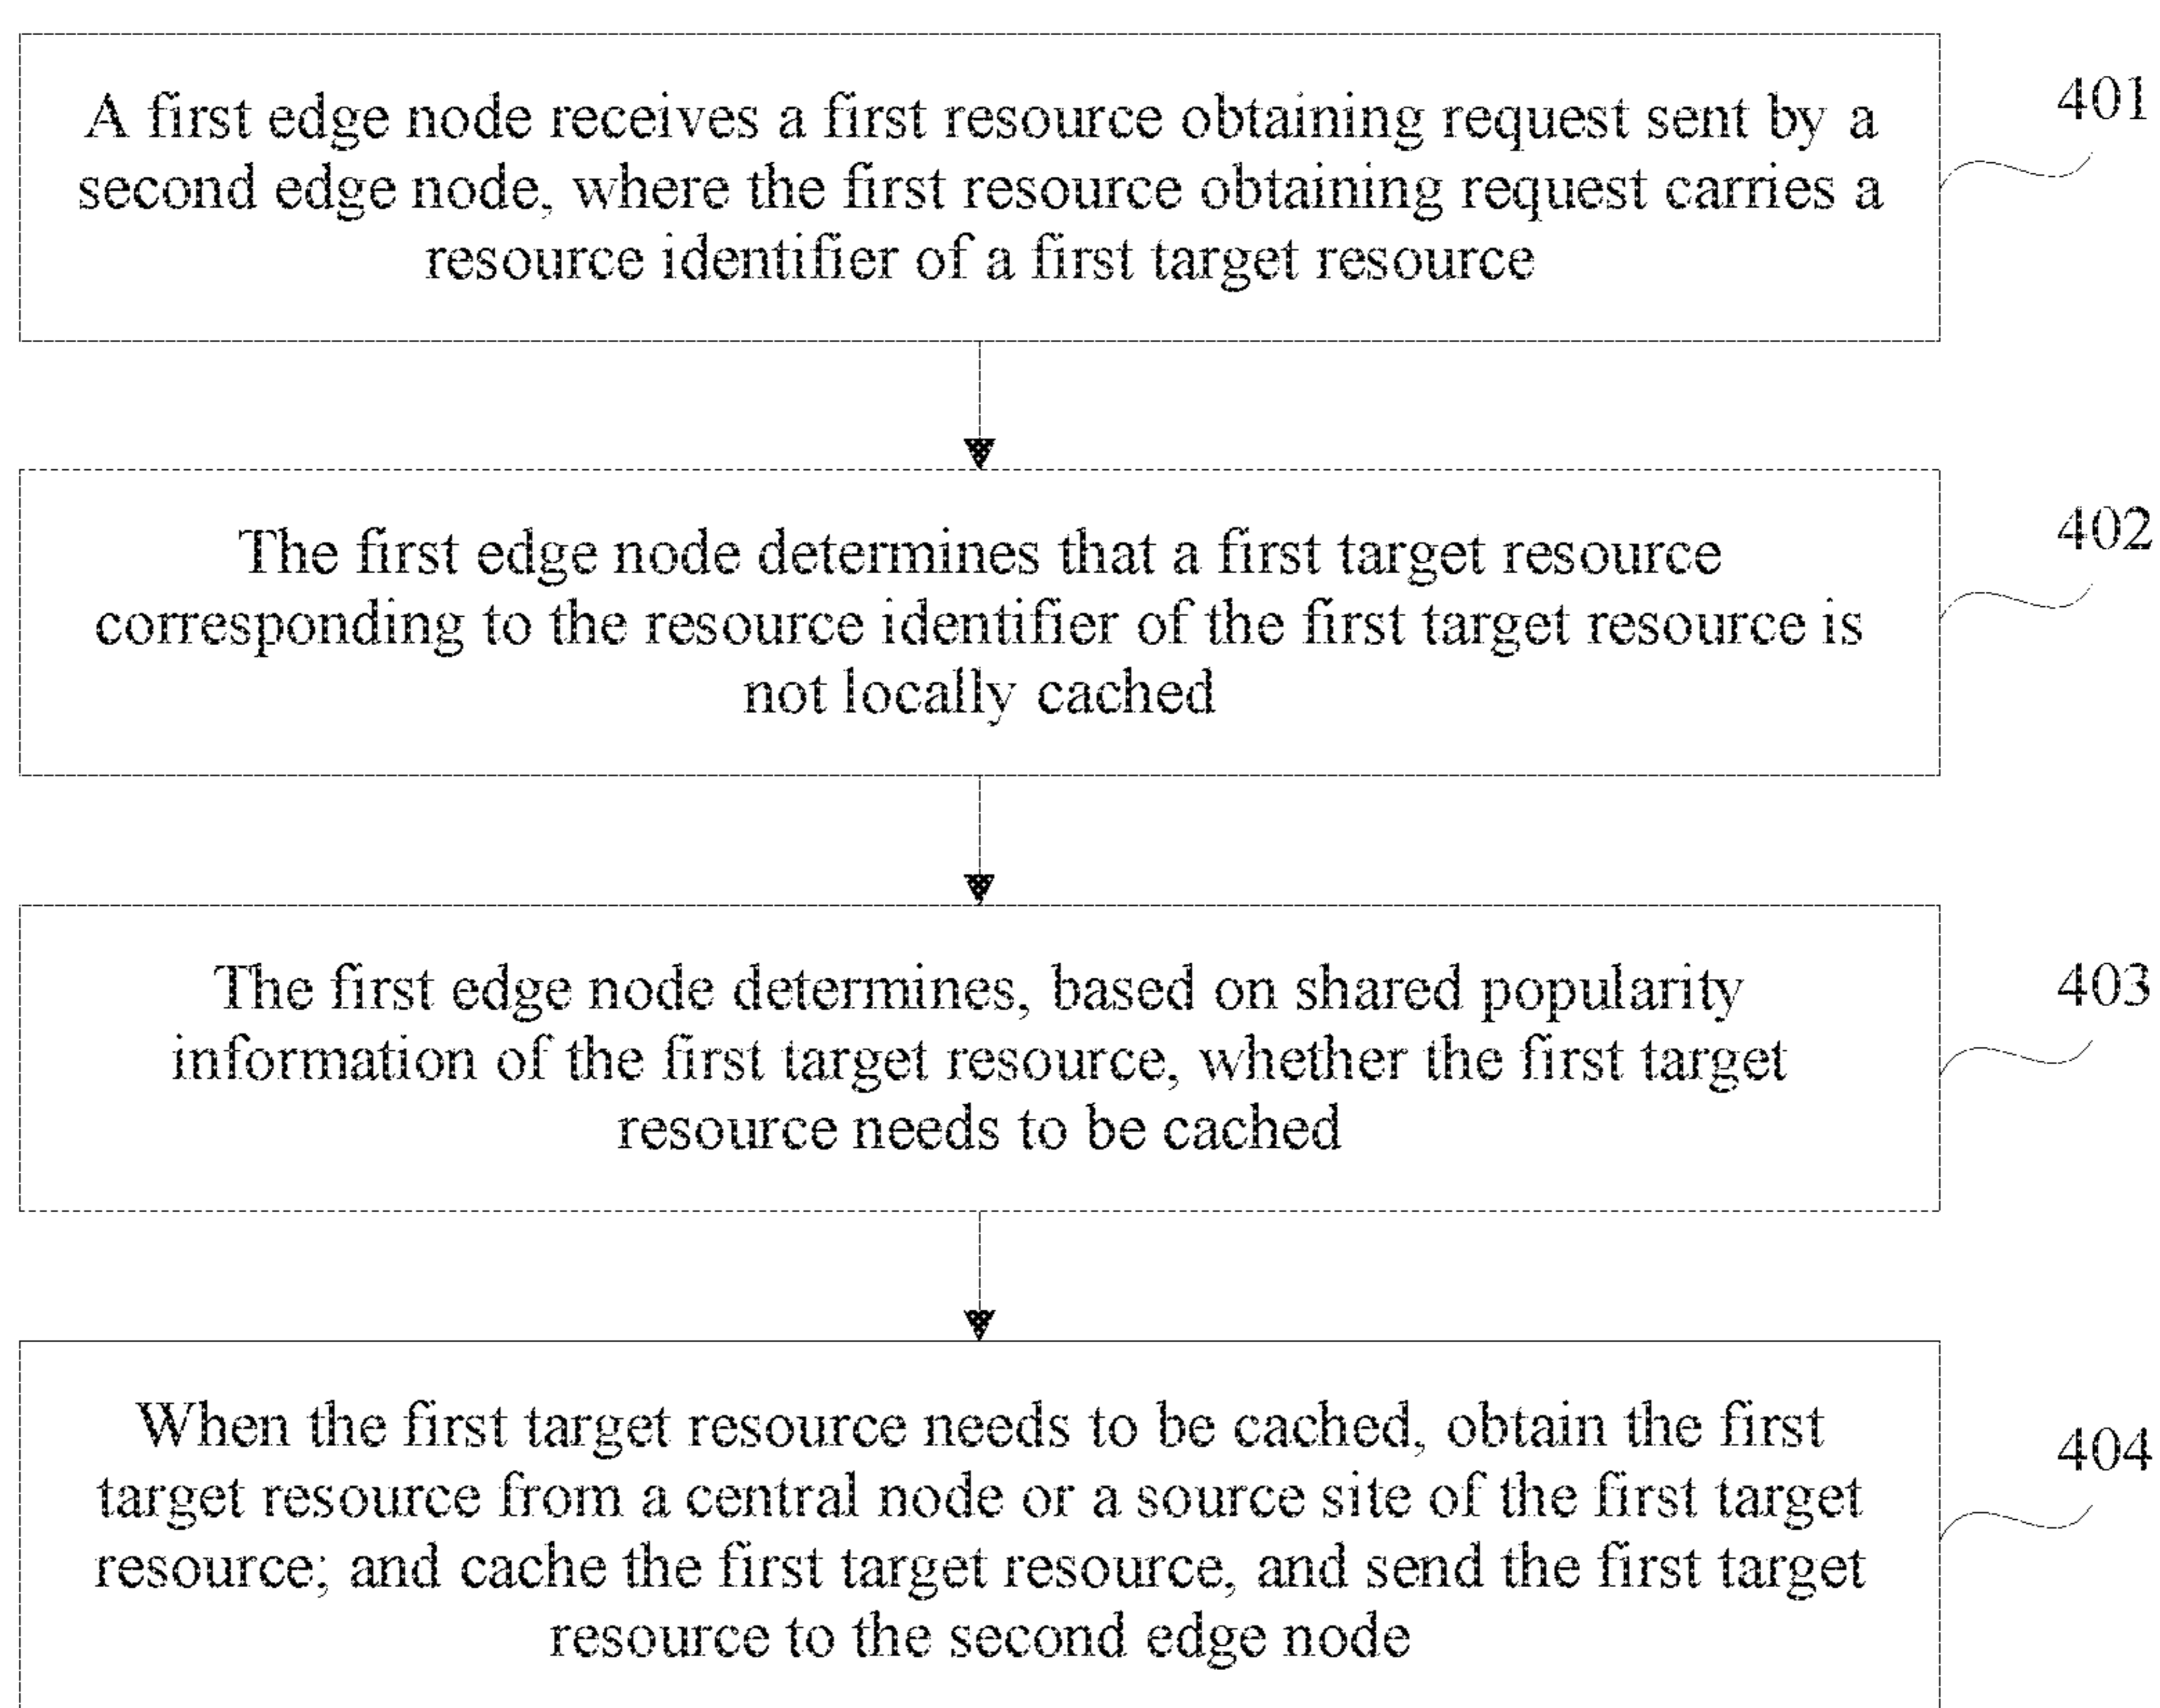 A first edge node receives a first resource obtaining request sent by a
second edge node, where the first resource obtaining request carries a
resource identifier of a first target resource
401
The first edge node determines that a first target resource
corresponding to the resource identifier of the first target resource is
not locally cached
402
The first edge node determines, based on shared popularity
information of the first target resource, whether the first target
resource needs to be cached
403
When the first target resource needs to be cached, obtain the first
target resource from a central node or a source site of the first target
resource; and cache the first target resource, and send the first target
resource to the second edge node
404